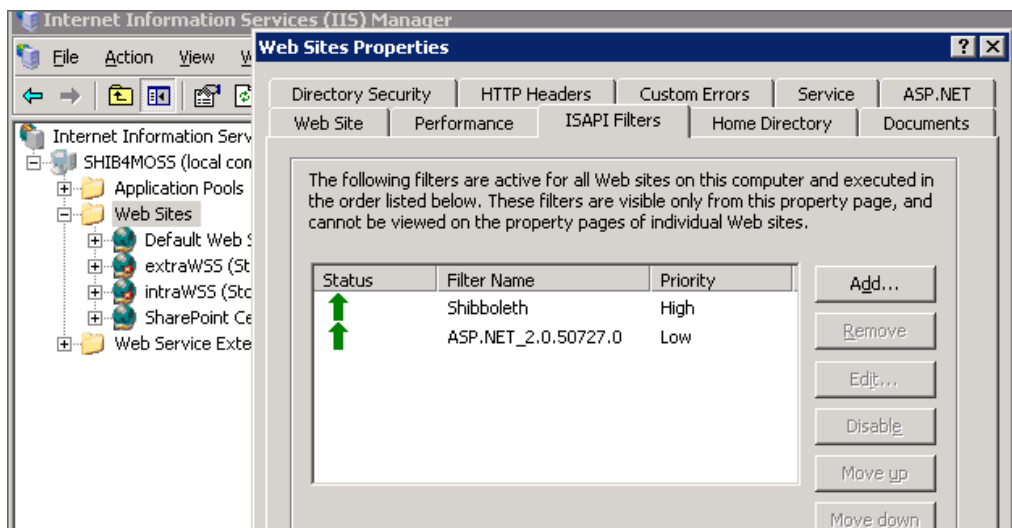 Internet Information Services (IIS) Manager
File Action View
Internet Information Serv
SHIB4MOSS (local con
Application Pools
Web Sites
Default Web S
extraWSS (St
intraWSS (Sto
SharePoint Ce
Web Service Exte
Web Sites Properties
Directory Security HTTP Headers Custom Errors Service ASP.NET
Web Site Performance ISAPI Filters Home Directory Documents
The following filters are active for all Web sites on this computer and executed in
the order listed below. These filters are visible only from this property page, and
cannot be viewed on the property pages of individual Web sites.
Status Filter Name Priority
Shibboleth High
ASP.NET_2.0.50727.0 Low
Add...
Remove
Edit...
Disable
Move up
Move down